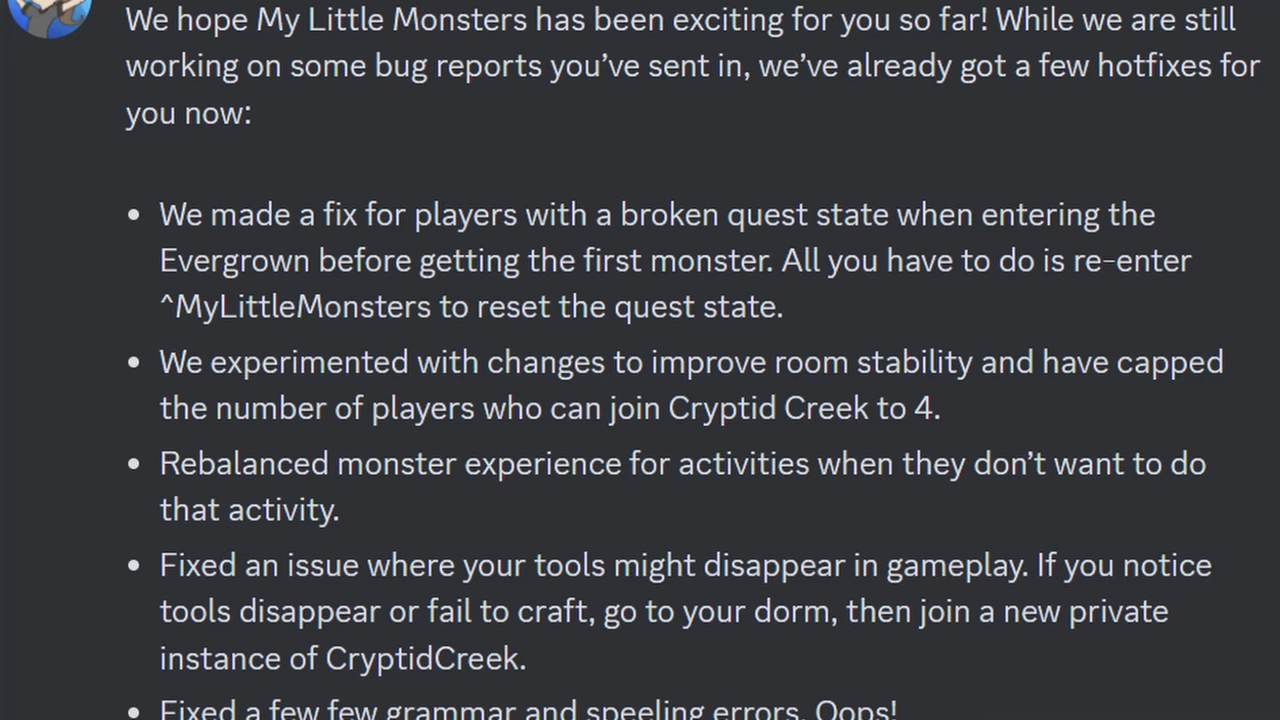 We hope My Little Monsters has been exciting for you so far! While we are still
working on some bug reports you’ve sent in, we’ve already got a few hotfixes for
you now:
• We made a fix for players with a broken quest state when entering the
Evergrown before getting the first monster. All you have to do is re-enter
^MyLittleMonsters to reset the quest state.
• We experimented with changes to improve room stability and have capped
the number of players who can join Cryptid Creek to 4.
• Rebalanced monster experience for activities when they don’t want to do
that activity.
• Fixed an issue where your tools might disappear in gameplay. If you notice
tools disappear or fail to craft, go to your dorm, then join a new private
instance of CryptidCreek.
• Fixed a few few grammar and speeling errors. Oops!